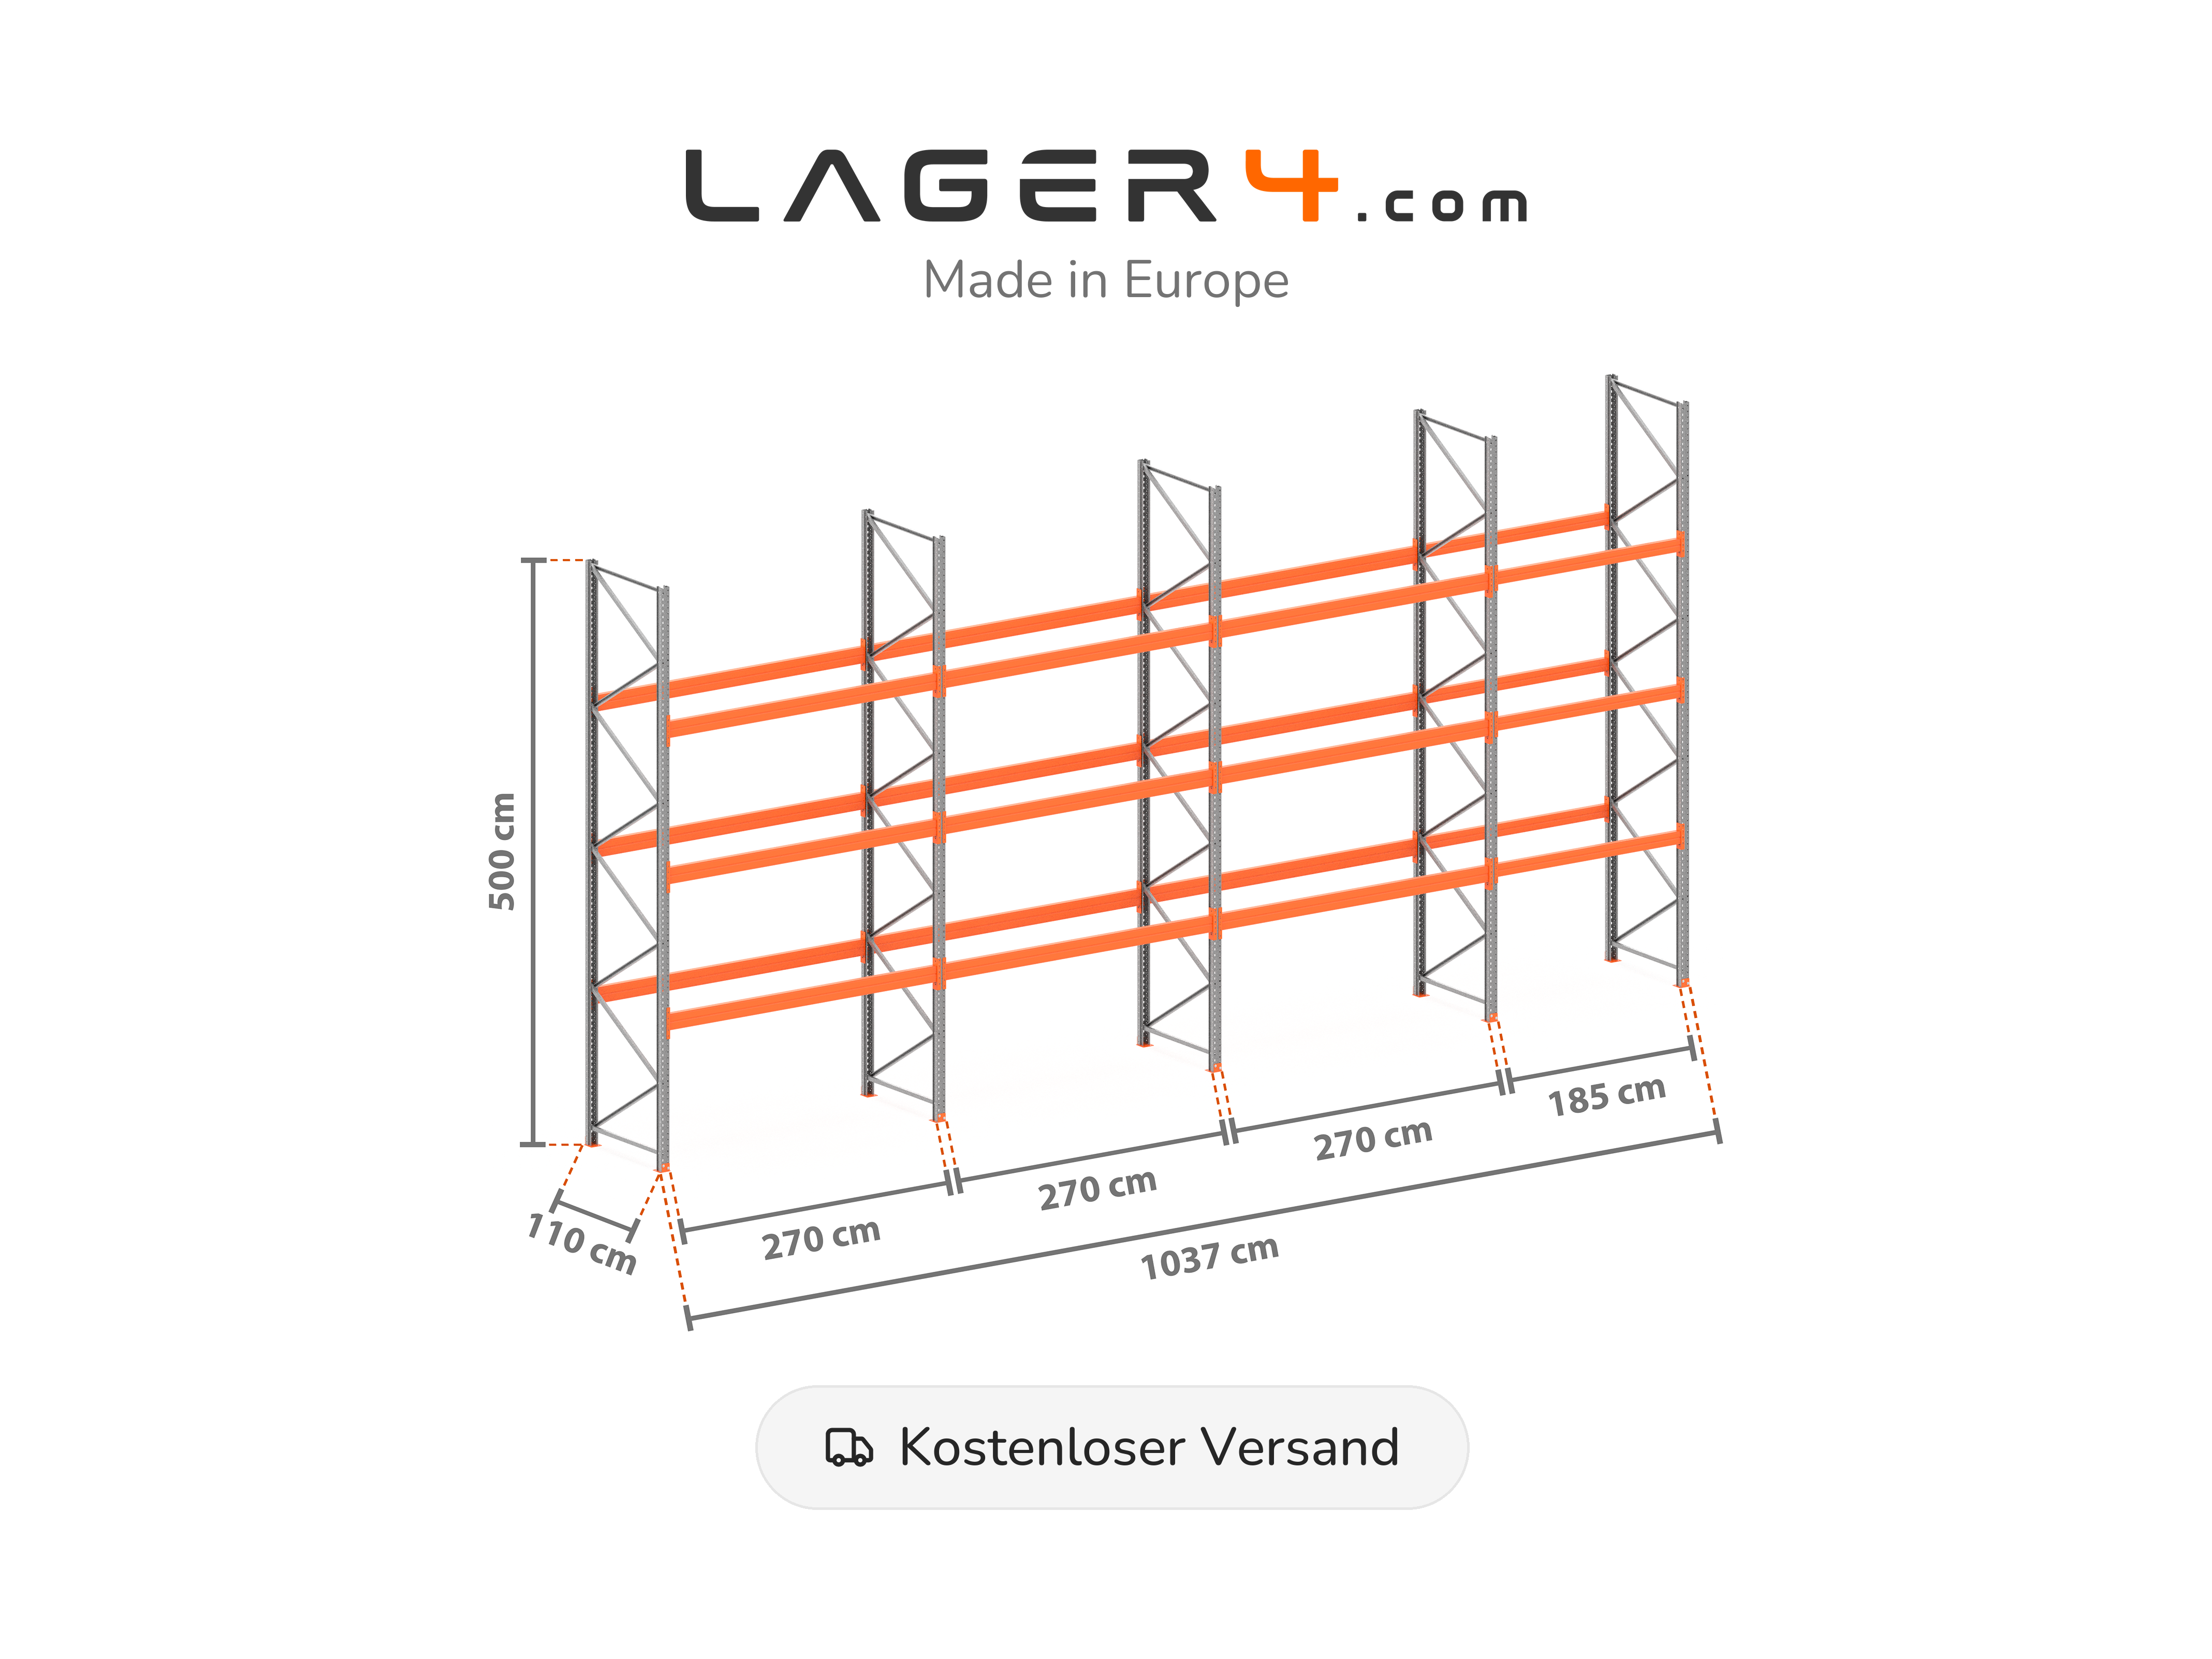 LAGER4.com
Made in Europe
500 cm
110 cm
270 cm
270 cm
270 cm
185 cm
1037 cm
Kostenloser Versand